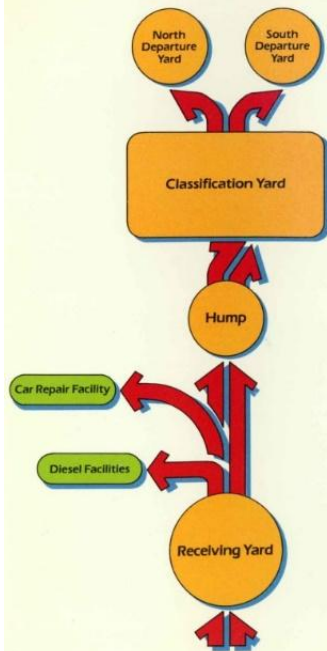 North
Departure
Yard
South
Departure
Yard
Classification Yard
Hump
Car Repair Facility
Diesel Facilities
Receiving Yard